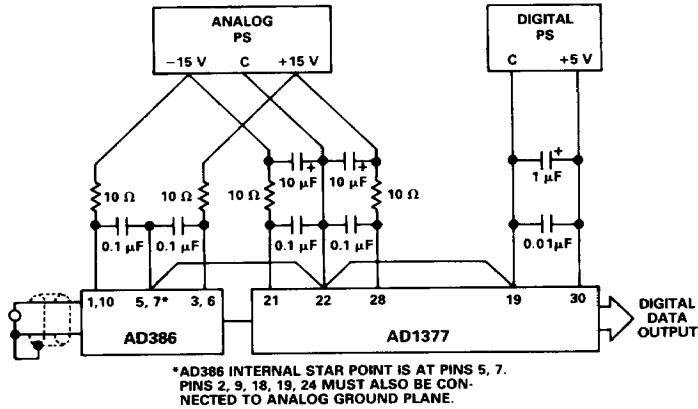 ANALOG
PS
−15 V C +15 V
DIGITAL
PS
C +5 V
10 Ω
10 Ω
10 Ω
10 Ω
+
10 μF
+
10 μF
+
1 μF
0.1 μF
0.1 μF
0.1 μF
0.1 μF
0.01μF
1,10 5, 7* 3, 6
AD386
21 22 28 19 30
AD1377
DIGITAL
DATA
OUTPUT
*AD386 INTERNAL STAR POINT IS AT PINS 5, 7.
PINS 2, 9, 18, 19, 24 MUST ALSO BE CON-
NECTED TO ANALOG GROUND PLANE.